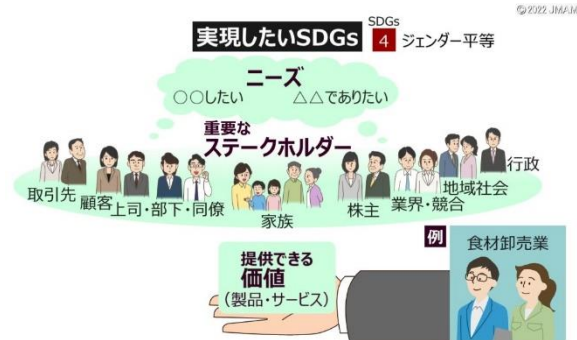 ©2022 JMAM
実現したいSDGs
SDGs
4 ジェンダー平等
ニーズ
○○したい △△でありたい
重要な
ステークホルダー
取引先
顧客
上司・部下・同僚
家族
株主
業界・競合
地域社会
行政
提供できる
価値
(製品・サービス)
例
食材卸売業